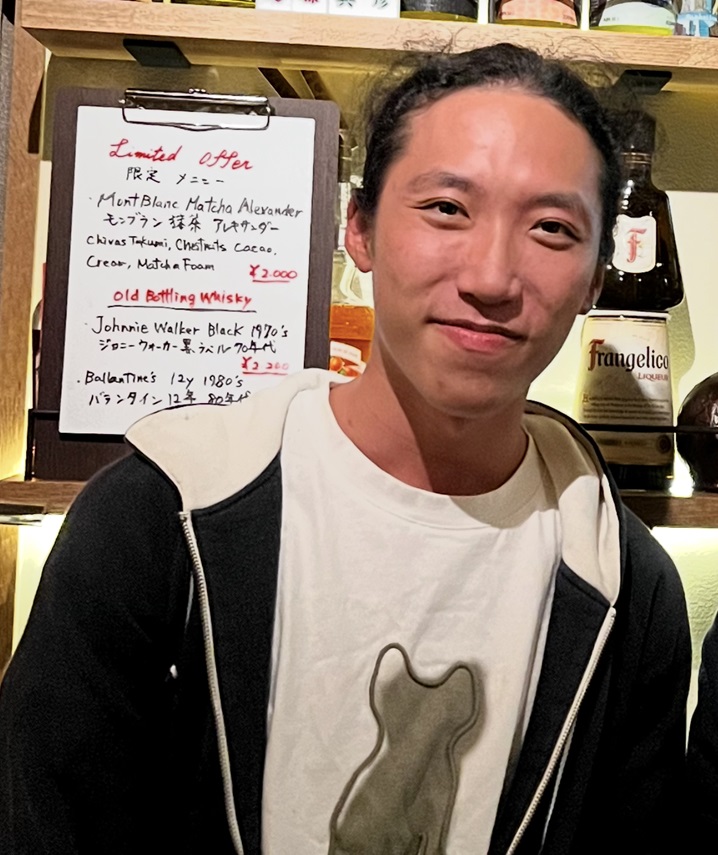 Limited Offer
限定 メニュー
・MontBlanc Matcha Alexander
モンブラン 抹茶 アレキサンダー
Chivas Takumi, Chestnuts Cacao,
Cream, Matcha Foam
¥2.000
Old Bottling Whisky
・Johnnie Walker Black 1970's
ジョニーウォーカー黒ラベル 70年代
¥2.200
・Ballantine's 12y 1980's
バランタイン 12年 80年代
F
Frangelico
LIQUEUR